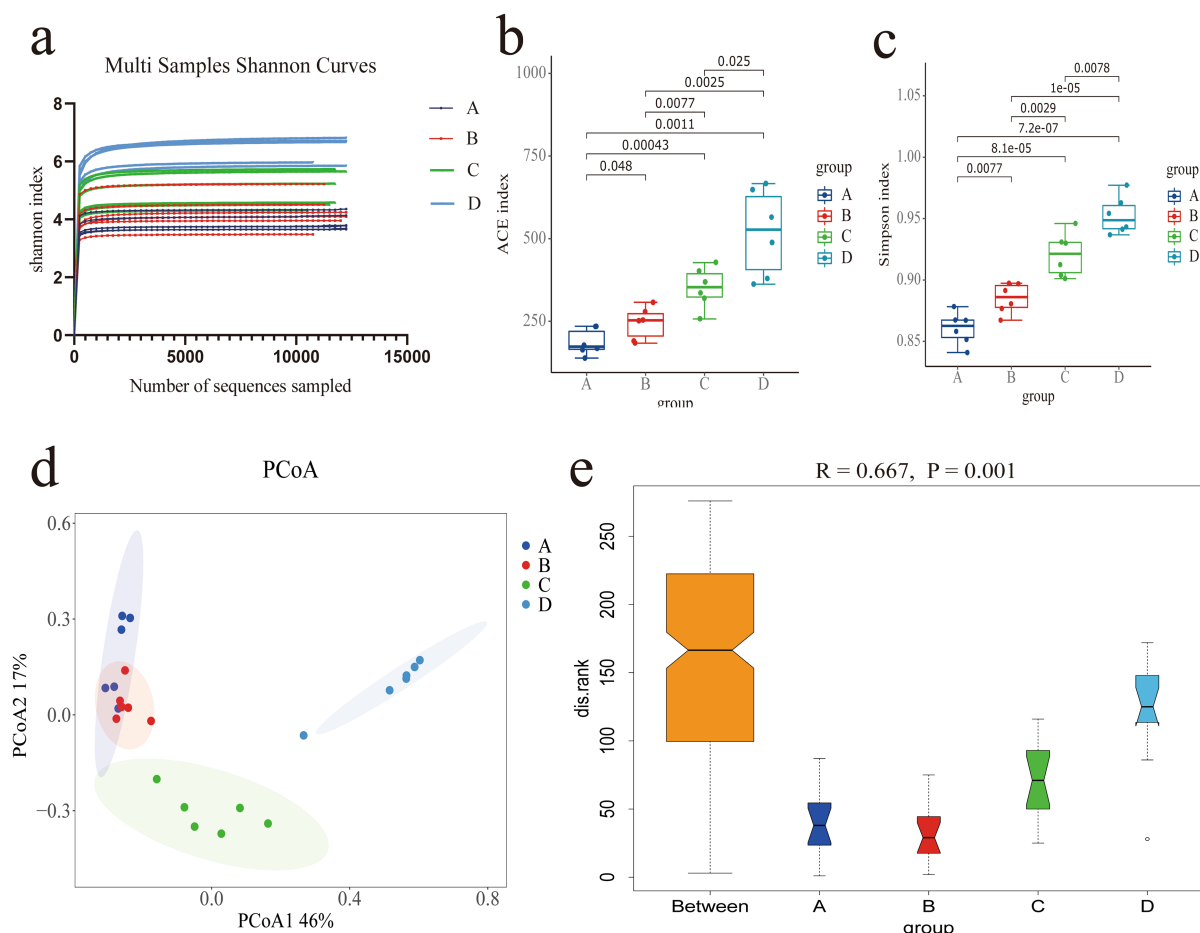 a
Multi Samples Shannon Curves
8
6
4
2
0
shannon index
0
5000
10000
15000
Number of sequences sampled
A
B
C
D
b
1000
750
500
250
ACE index
0.025
0.0025
0.0077
0.0011
0.00043
0.048
A
B
C
D
group
group
A
B
C
D
c
1.05
1.00
0.95
0.90
0.85
Simpson index
0.0078
1e-05
0.0029
7.2e-07
8.1e-05
0.0077
A
B
C
D
group
group
A
B
C
D
d
PCoA
0.6
0.3
0.0
−0.3
PCoA2 17%
0.0
0.4
0.8
PCoA1 46%
A
B
C
D
e
R = 0.667, P = 0.001
250
200
150
100
50
0
dis.rank
Between
A
B
C
D
group